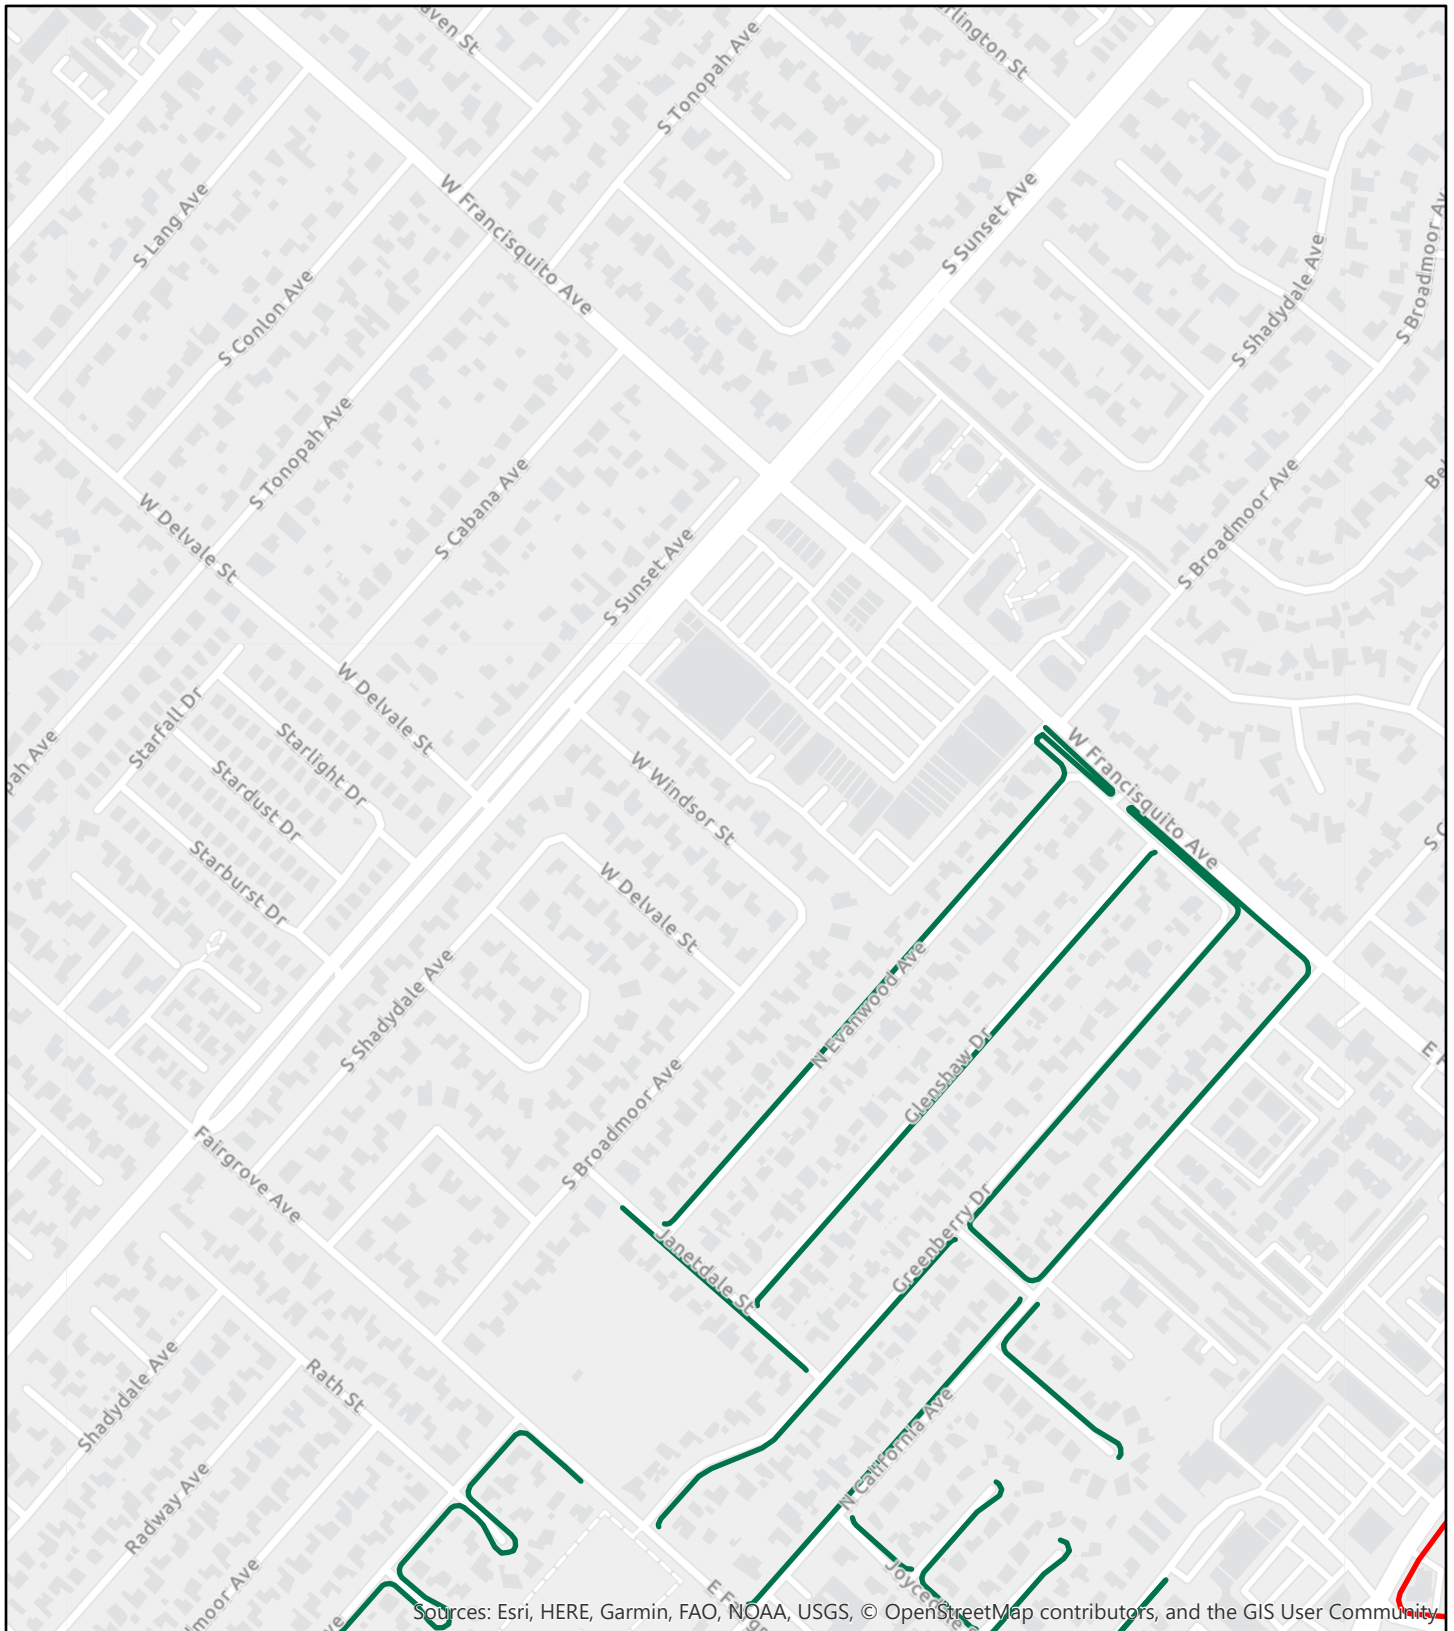 S Tonopah Ave
S Lang Ave
W Francisquito Ave
S Sunset Ave
S Conlon Ave
S Shadydale Ave
S Tonopah Ave
S Cabana Ave
S Broadmoor Ave
W Delvale St
S Sunset Ave
S Broadmoor Ave
W Delvale St
Starfall Dr
Starlight Dr
Stardust Dr
Starburst Dr
W Windsor St
W Francisquito Ave
W Delvale St
S Shadydale Ave
N Evanwood Ave
Glenshaw Dr
S Broadmoor Ave
Fairgrove Ave
Greenberry Dr
Janetdale St
Shadydale Ave
Rath St
N California Ave
Radway Ave
Sources: Esri, HERE, Garmin, FAO, NOAA, USGS, © OpenStreetMap contributors, and the GIS User Community